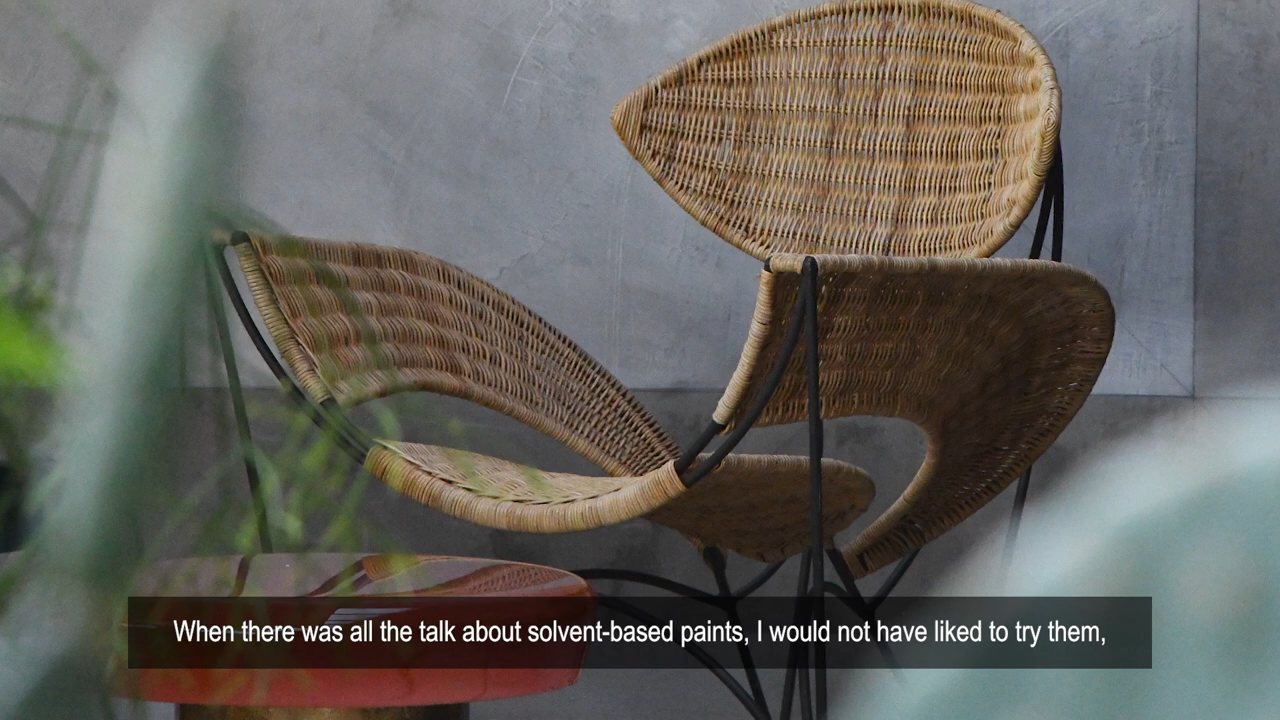 When there was all the talk about solvent-based paints, I would not have liked to try them,